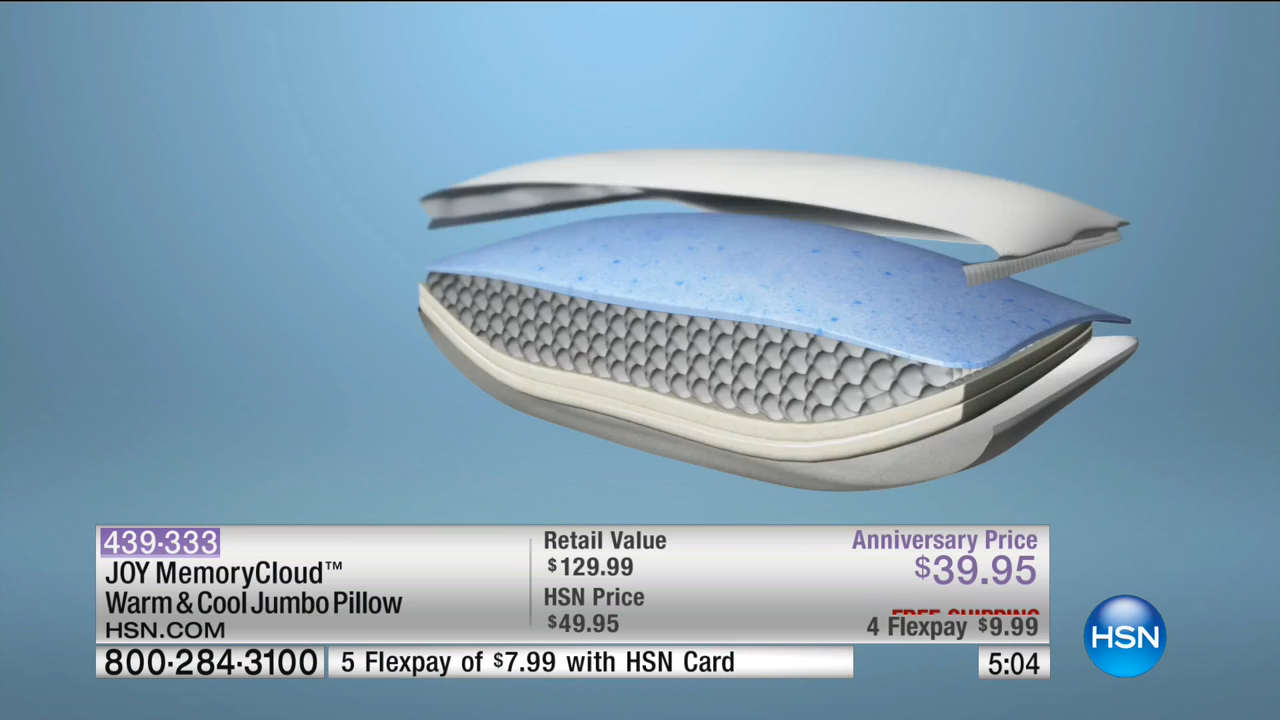 439·333
JOY MemoryCloud™
Warm & Cool Jumbo Pillow
HSN.COM
Retail Value
$129.99
HSN Price
$49.95
Anniversary Price
$39.95
FREE SHIPPING
4 Flexpay $9.99
800·284·3100
5 Flexpay of $7.99 with HSN Card
5:04
HSN